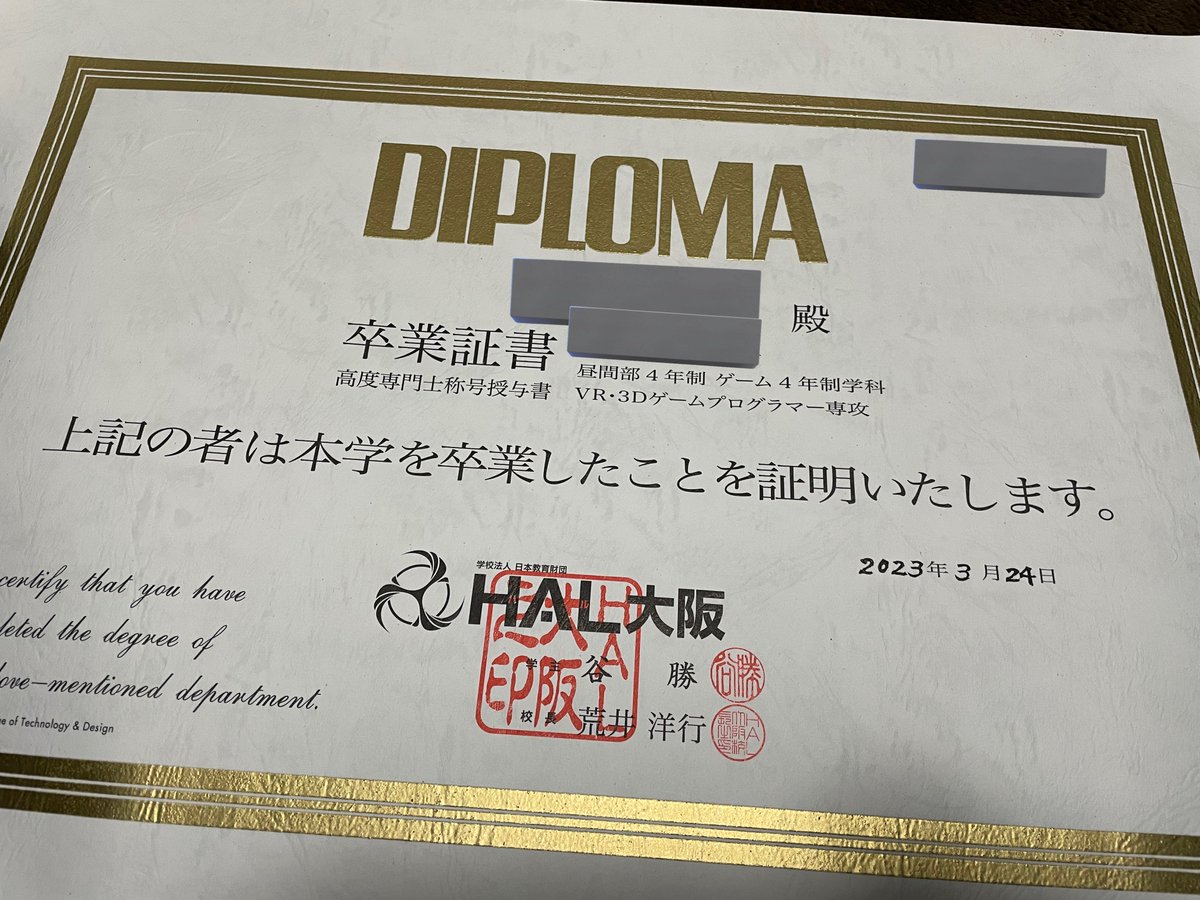 DIPLOMA
殿
卒業証書
高度専門士称号授与書
昼間部4年制 ゲーム4年制学科
VR・3Dゲームプログラマー専攻
上記の者は本学を卒業したことを証明いたします。
2023年3月24日
certify that you have
the degree of
mentioned department.
of Technology & Design
学校法人 日本教育財団
HAL大阪
学主 谷 勝
校長 荒井 洋行